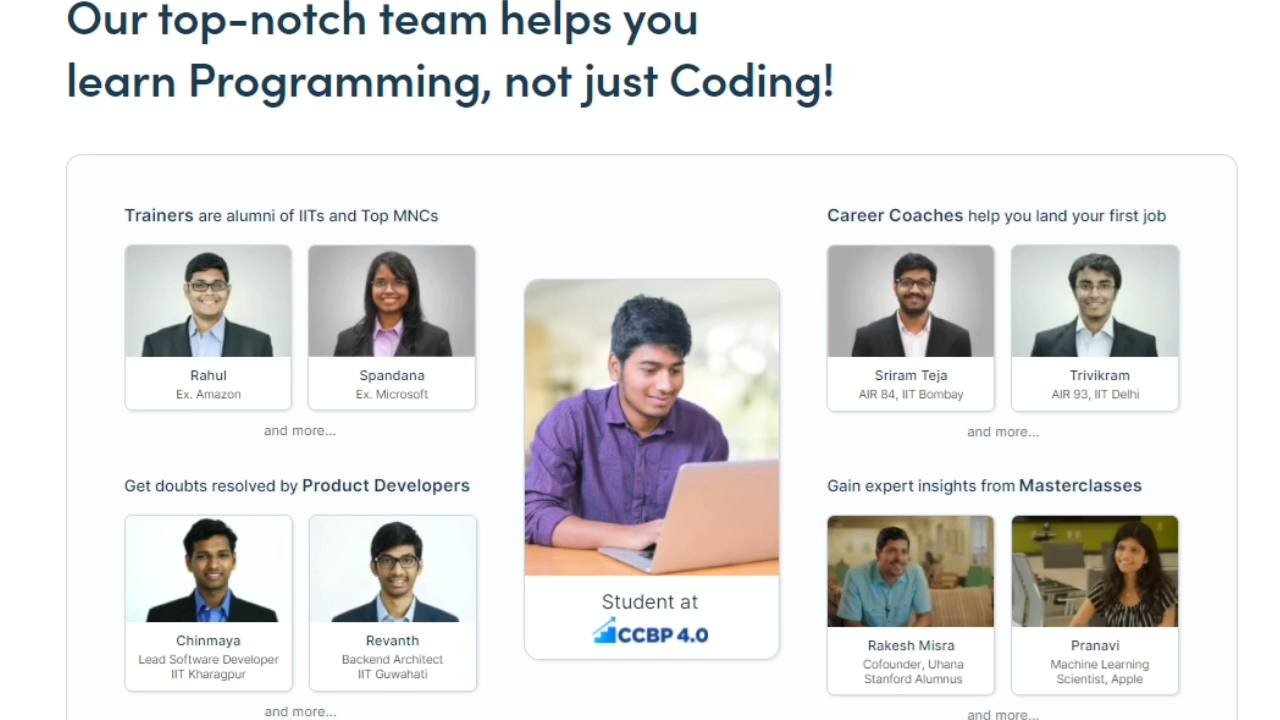 Our top-notch team helps you
learn Programming, not just Coding!
Trainers are alumni of IITs and Top MNCs
Rahul
Ex. Amazon
Spandana
Ex. Microsoft
and more...
Get doubts resolved by Product Developers
Chinmaya
Lead Software Developer
IIT Kharagpur
Revanth
Backend Architect
IIT Guwahati
and more...
Student at
CCBP 4.0
Career Coaches help you land your first job
Sriram Teja
AIR 84, IIT Bombay
Trivikram
AIR 93, IIT Delhi
and more...
Gain expert insights from Masterclasses
Rakesh Misra
Cofounder, Uhana
Stanford Alumnus
Pranavi
Machine Learning
Scientist, Apple
and more...